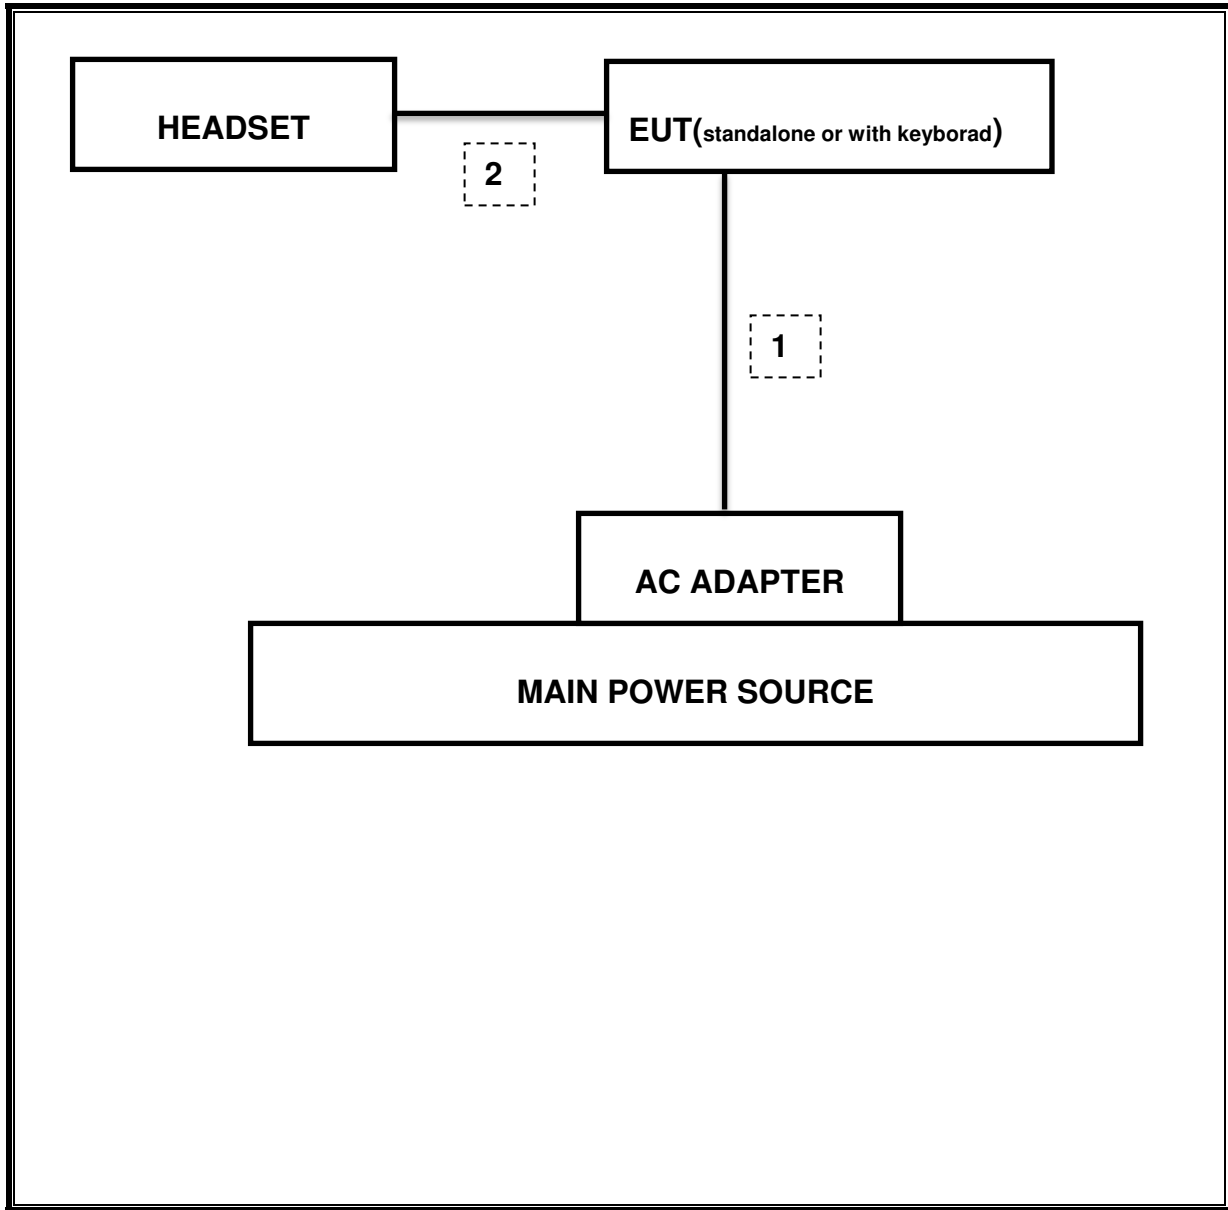 HEADSET
EUT(standalone or with keyborad)
2
1
AC ADAPTER
MAIN POWER SOURCE